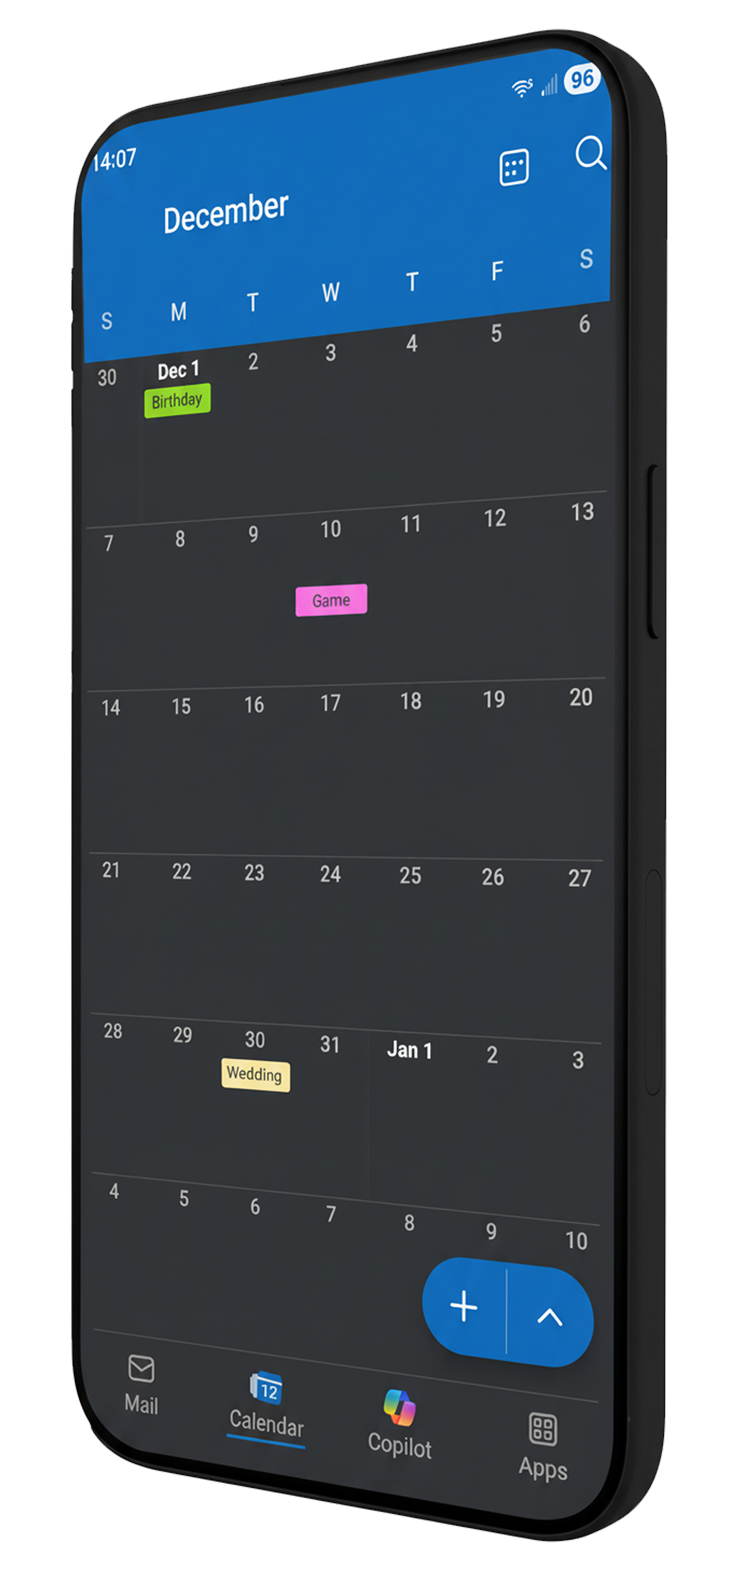 14:07 96
December
S M T W T F S
30 Dec 1 2 3 4 5 6
Birthday
7 8 9 10 11 12 13
Game
14 15 16 17 18 19 20
21 22 23 24 25 26 27
28 29 30 31 Jan 1 2 3
Wedding
4 5 6 7 8 9 10
12
Mail Calendar Copilot Apps